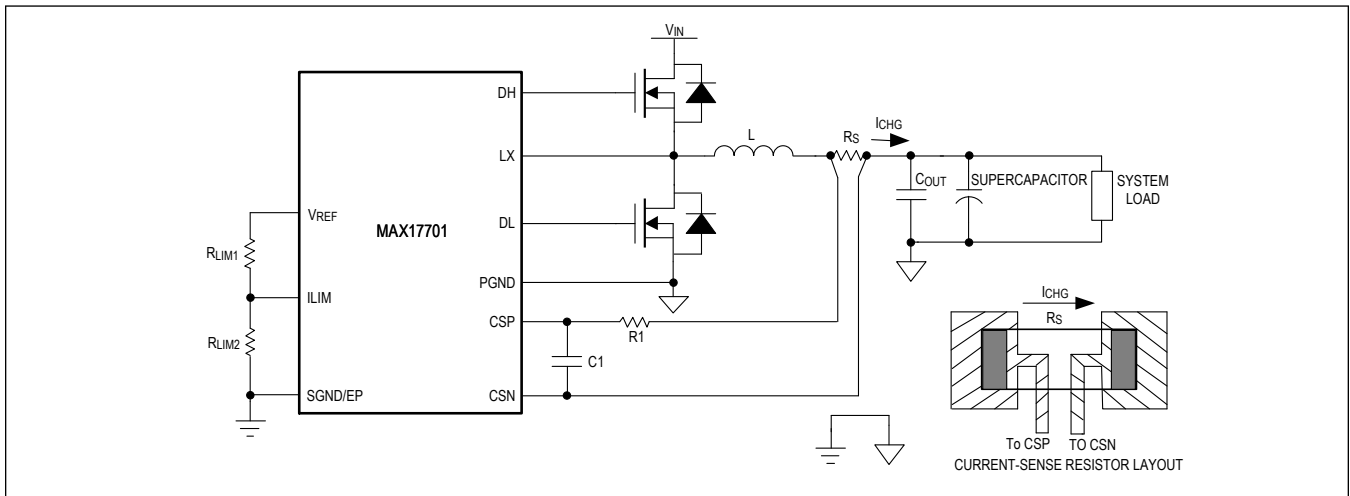 VIN
DH
LX
DL
PGND
CSP
CSN
VREF
ILIM
SGND/EP
MAX17701
RLIM1
RLIM2
L
RS
ICHG
COUT
SUPERCAPACITOR
SYSTEM
LOAD
R1
C1
ICHG
RS
To CSP
TO CSN
CURRENT-SENSE RESISTOR LAYOUT